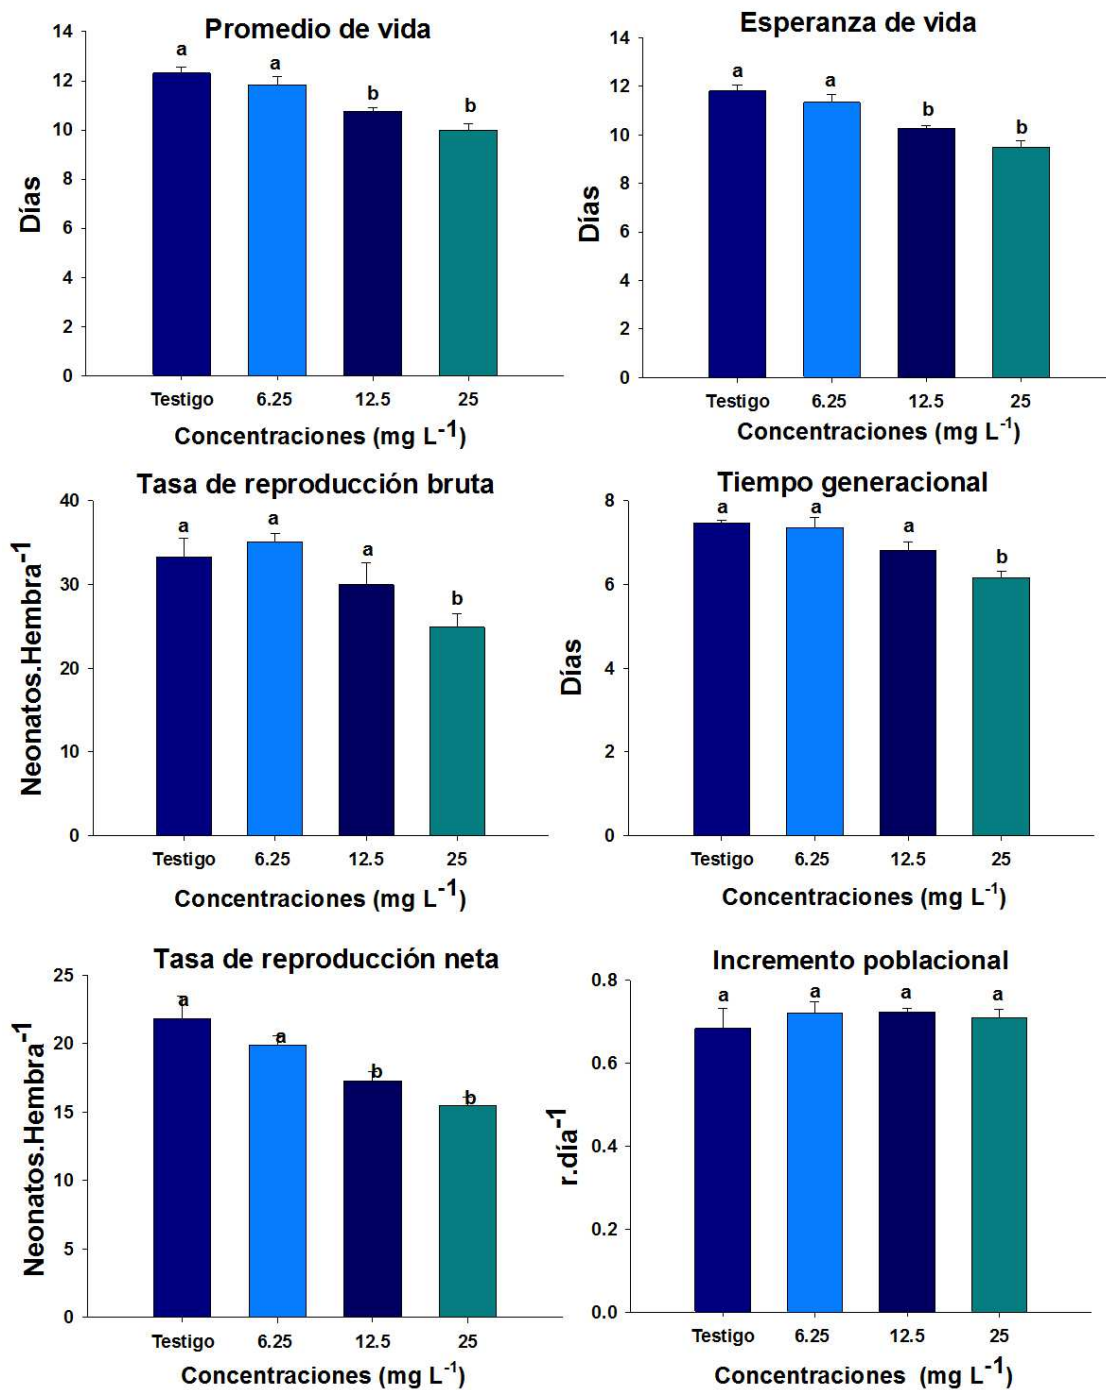 Promedio de vida
14
12
10
8
6
4
2
0
Días
a
a
b
b
Testigo
6.25
12.5
25
Concentraciones (mg L-1)
Esperanza de vida
14
12
10
8
6
4
2
0
Días
a
a
b
b
Testigo
6.25
12.5
25
Concentraciones (mg L-1)
Tasa de reproducción bruta
40
30
20
10
0
Neonatos.Hembra-1
a
a
a
b
Testigo
6.25
12.5
25
Concentraciones (mg L-1)
Tiempo generacional
8
6
4
2
0
Días
a
a
a
b
Testigo
6.25
12.5
25
Concentraciones (mg L-1)
Tasa de reproducción neta
25
20
15
10
5
0
Neonatos.Hembra-1
a
a
b
b
Testigo
6.25
12.5
25
Concentraciones (mg L-1)
Incremento poblacional
0.8
0.6
0.4
0.2
0.0
r.día-1
a
a
a
a
Testigo
6.25
12.5
25
Concentraciones (mg L-1)